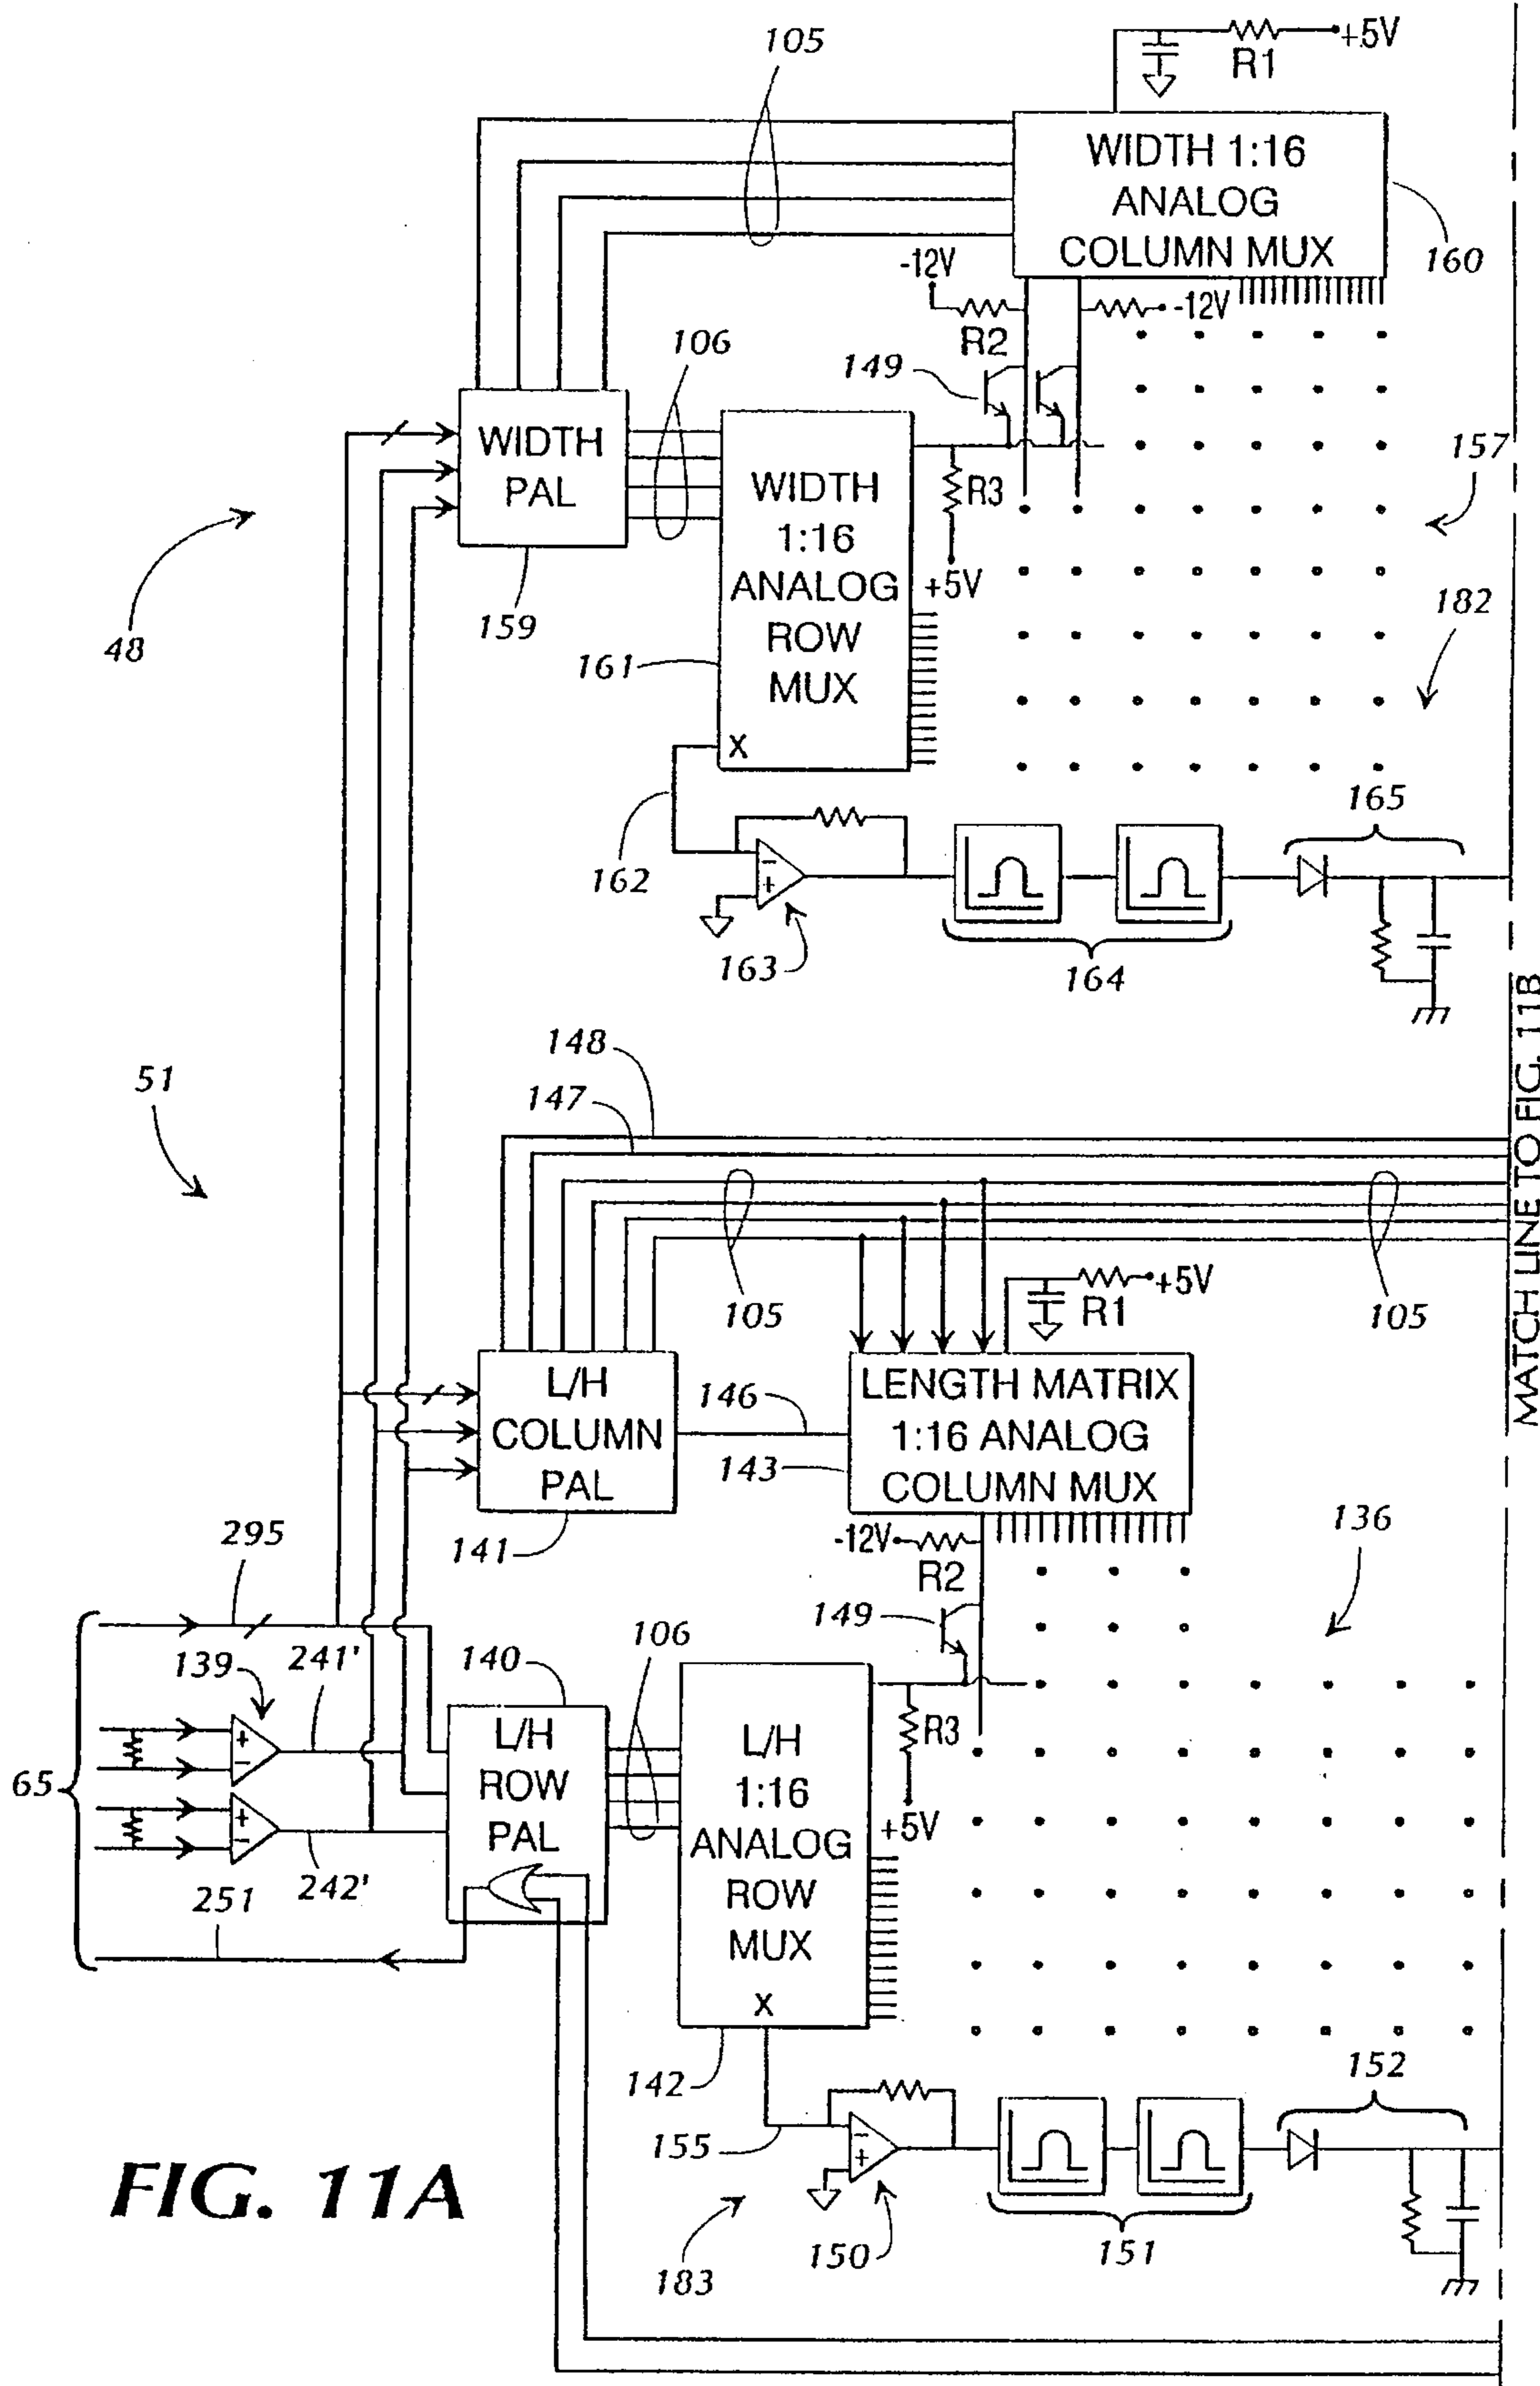 105
+5V
R1
WIDTH 1:16
ANALOG
COLUMN MUX
160
-12V
-12V
R2
106
149
WIDTH
PAL
157
WIDTH
1:16
ANALOG
ROW
MUX
X
R3
+5V
159
48
161
182
165
162
163
164
148
147
51
105
105
+5V
R1
MATCH LINE TO FIG. 11B
L/H
COLUMN
PAL
146
LENGTH MATRIX
1:16 ANALOG
COLUMN MUX
143
141
-12V
R2
136
295
149
139
241'
140
106
L/H
ROW
PAL
L/H
1:16
ANALOG
ROW
MUX
X
R3
+5V
65
242'
251
142
152
155
150
151
183
FIG. 11A